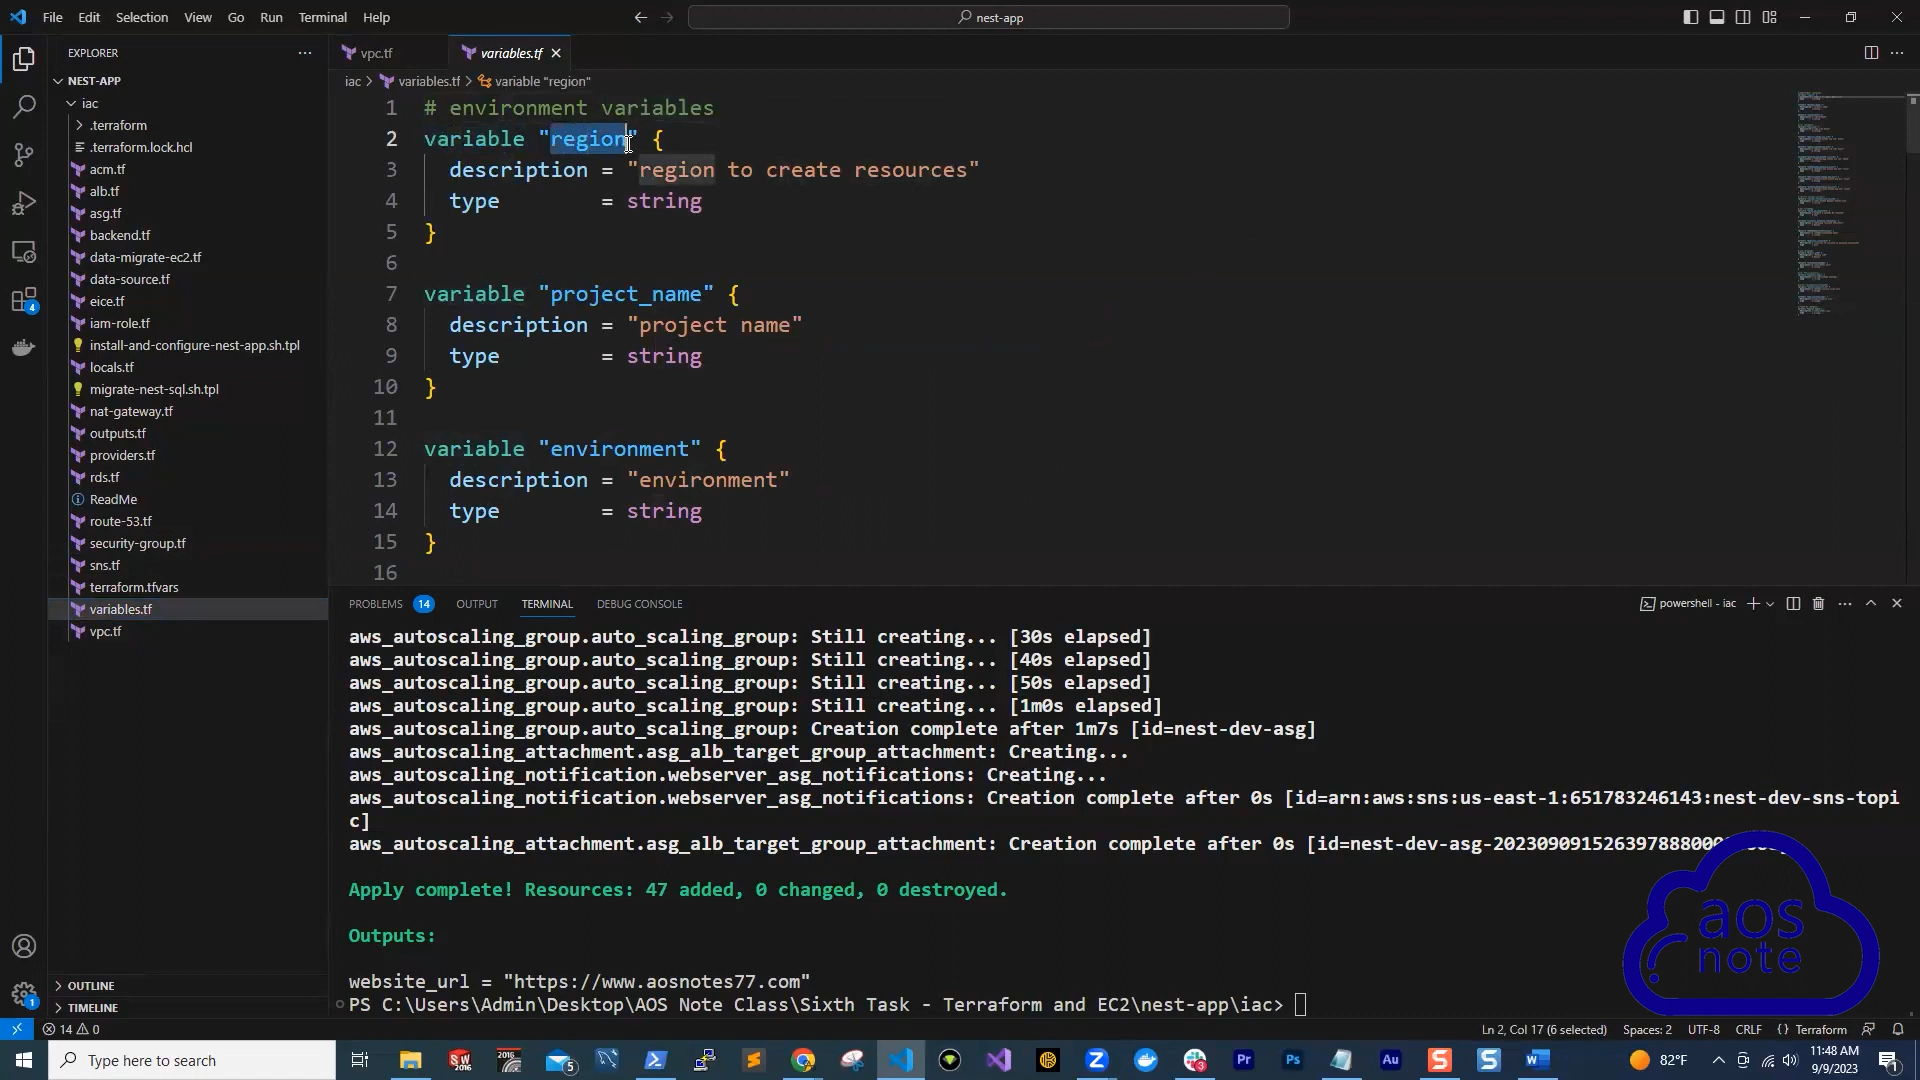 File Edit Selection View Go Run Terminal Help
nest-app
EXPLORER
NEST-APP
iac
.terraform
.terraform.lock.hcl
acm.tf
alb.tf
asg.tf
backend.tf
data-migrate-ec2.tf
data-source.tf
eice.tf
iam-role.tf
install-and-configure-nest-app.sh.tpl
locals.tf
migrate-nest-sql.sh.tpl
nat-gateway.tf
outputs.tf
providers.tf
rds.tf
ReadMe
route-53.tf
security-group.tf
sns.tf
terraform.tfvars
variables.tf
vpc.tf
OUTLINE
TIMELINE
4
1
vpc.tf variables.tf
iac > variables.tf > variable "region"
1 # environment variables
2 variable "region" {
3 description = "region to create resources"
4 type = string
5 }
6
7 variable "project_name" {
8 description = "project name"
9 type = string
10 }
11
12 variable "environment" {
13 description = "environment"
14 type = string
15 }
16
PROBLEMS 14 OUTPUT TERMINAL DEBUG CONSOLE powershell - iac
aws_autoscaling_group.auto_scaling_group: Still creating... [30s elapsed]
aws_autoscaling_group.auto_scaling_group: Still creating... [40s elapsed]
aws_autoscaling_group.auto_scaling_group: Still creating... [50s elapsed]
aws_autoscaling_group.auto_scaling_group: Still creating... [1m0s elapsed]
aws_autoscaling_group.auto_scaling_group: Creation complete after 1m7s [id=nest-dev-asg]
aws_autoscaling_attachment.asg_alb_target_group_attachment: Creating...
aws_autoscaling_notification.webserver_asg_notifications: Creating...
aws_autoscaling_notification.webserver_asg_notifications: Creation complete after 0s [id=arn:aws:sns:us-east-1:651783246143:nest-dev-sns-topi
c]
aws_autoscaling_attachment.asg_alb_target_group_attachment: Creation complete after 0s
Apply complete! Resources: 47 added, 0 changed, 0 destroyed.
Outputs:
website_url = "https://www.aosnotes77.com"
PS C:\Users\Admin\Desktop\AOS Note Class\Sixth Task - Terraform and EC2\nest-app\iac>
aos
note
14 0
Ln 2, Col 17 (6 selected) Spaces: 2 UTF-8 CRLF {} Terraform
Type here to search
82°F
11:48 AM
9/9/2023